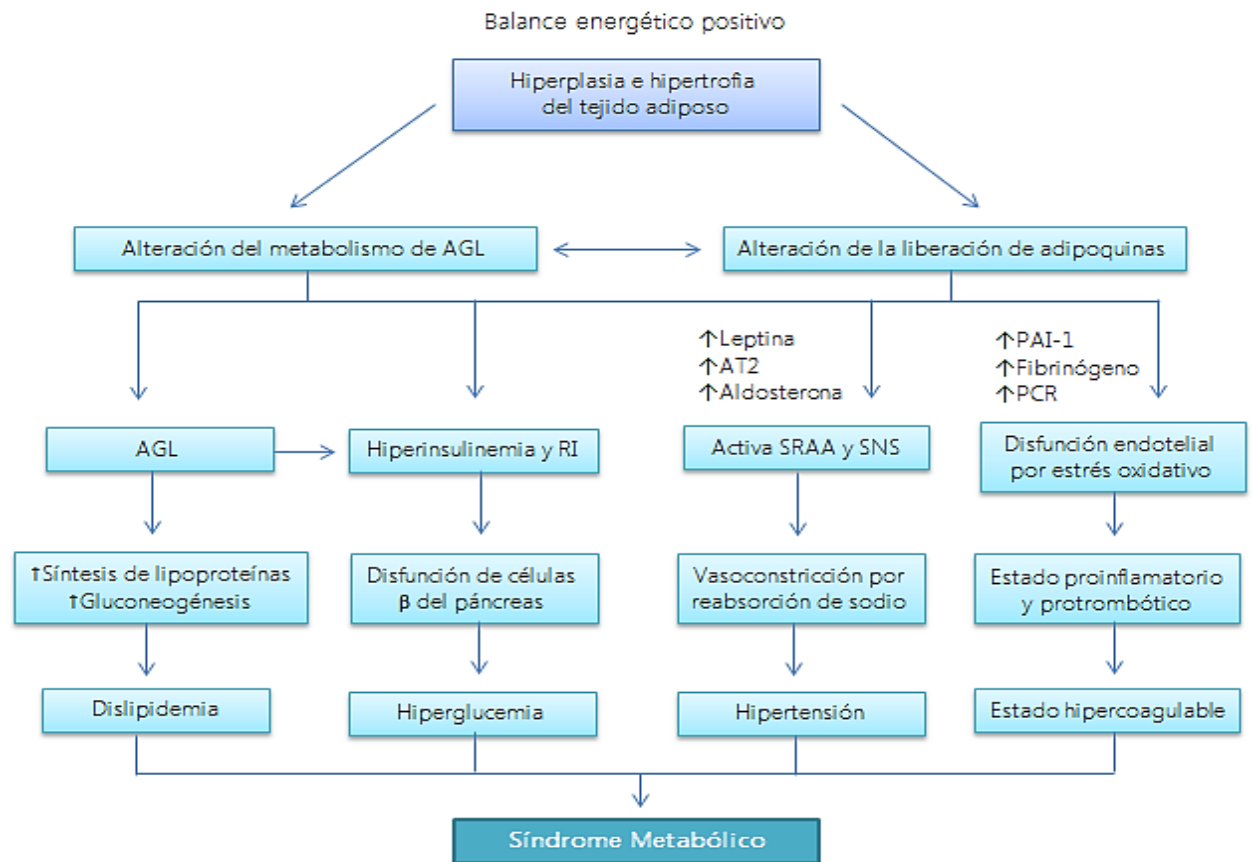 Balance energético positivo
Hiperplasia e hipertrofia
del tejido adiposo
Alteración del metabolismo de AGL
Alteración de la liberación de adipoquinas
↑Leptina
↑AT2
↑Aldosterona
↑PAI-1
↑Fibrinógeno
↑PCR
AGL
Hiperinsulinemia y RI
Activa SRAA y SNS
Disfunción endotelial
por estrés oxidativo
↑Síntesis de lipoproteínas
↑Gluconeogénesis
Disfunción de células
β del páncreas
Vasoconstricción por
reabsorción de sodio
Estado proinflamatorio
y protrombótico
Dislipidemia
Hiperglucemia
Hipertensión
Estado hipercoagulable
Síndrome Metabólico